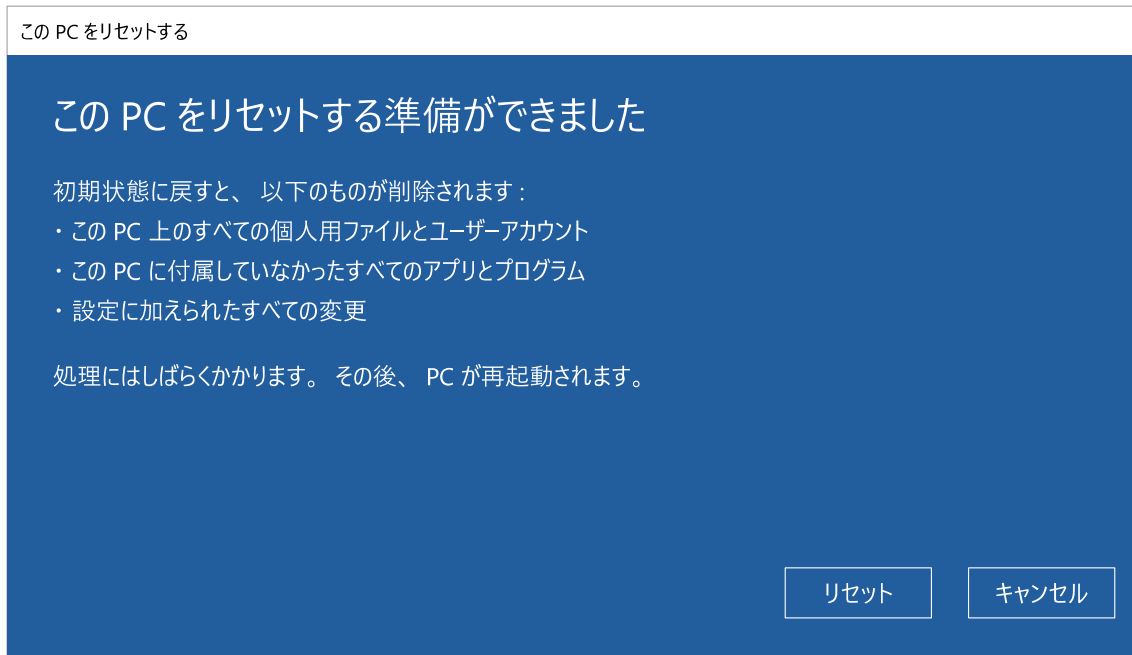 この PC をリセットする
この PC をリセットする準備ができました
初期状態に戻すと、 以下のものが削除されます :
・この PC 上のすべての個人用ファイルとユーザーアカウント
・この PC に付属していなかったすべてのアプリとプログラム
・設定に加えられたすべての変更
処理にはしばらくかかります。 その後、 PC が再起動されます。
リセット
キャンセル